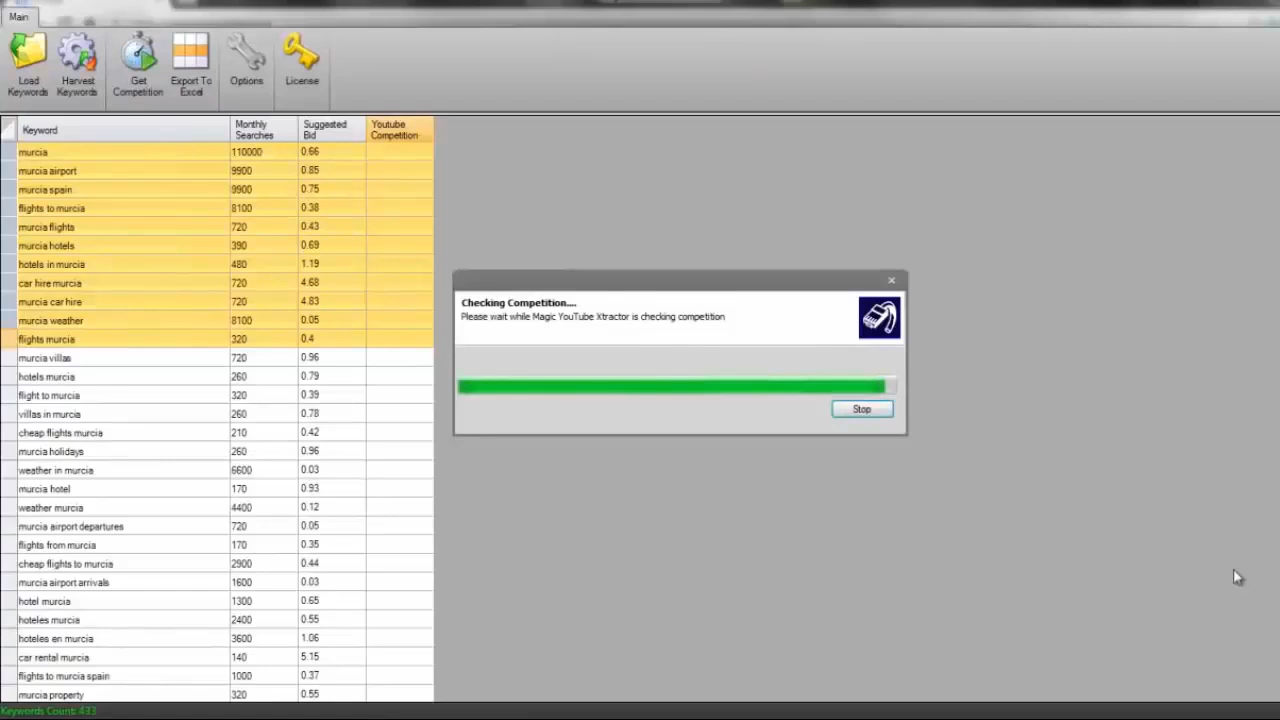 Main
Load Keywords
Harvest Keywords
Get Competition
Export To Excel
Options
License
Keyword Monthly Searches Suggested Bid Youtube Competition
murcia 110000 0.66
murcia airport 9900 0.85
murcia spain 9900 0.75
flights to murcia 8100 0.38
murcia flights 720 0.43
murcia hotels 390 0.69
hotels in murcia 480 1.19
car hire murcia 720 4.68
murcia car hire 720 4.83
murcia weather 8100 0.05
flights murcia 320 0.4
murcia villas 720 0.96
hotels murcia 260 0.79
flight to murcia 320 0.39
villas in murcia 260 0.78
cheap flights murcia 210 0.42
murcia holidays 260 0.96
weather in murcia 6600 0.03
murcia hotel 170 0.93
weather murcia 4400 0.12
murcia airport departures 720 0.05
flights from murcia 170 0.35
cheap flights to murcia 2900 0.44
murcia airport arrivals 1600 0.03
hotel murcia 1300 0.65
hoteles murcia 2400 0.55
hoteles en murcia 3600 1.06
car rental murcia 140 5.15
flights to murcia spain 1000 0.37
murcia property 320 0.55
Checking Competition....
Please wait while Magic YouTube Xtractor is checking competition
Stop
Keywords Count: 433